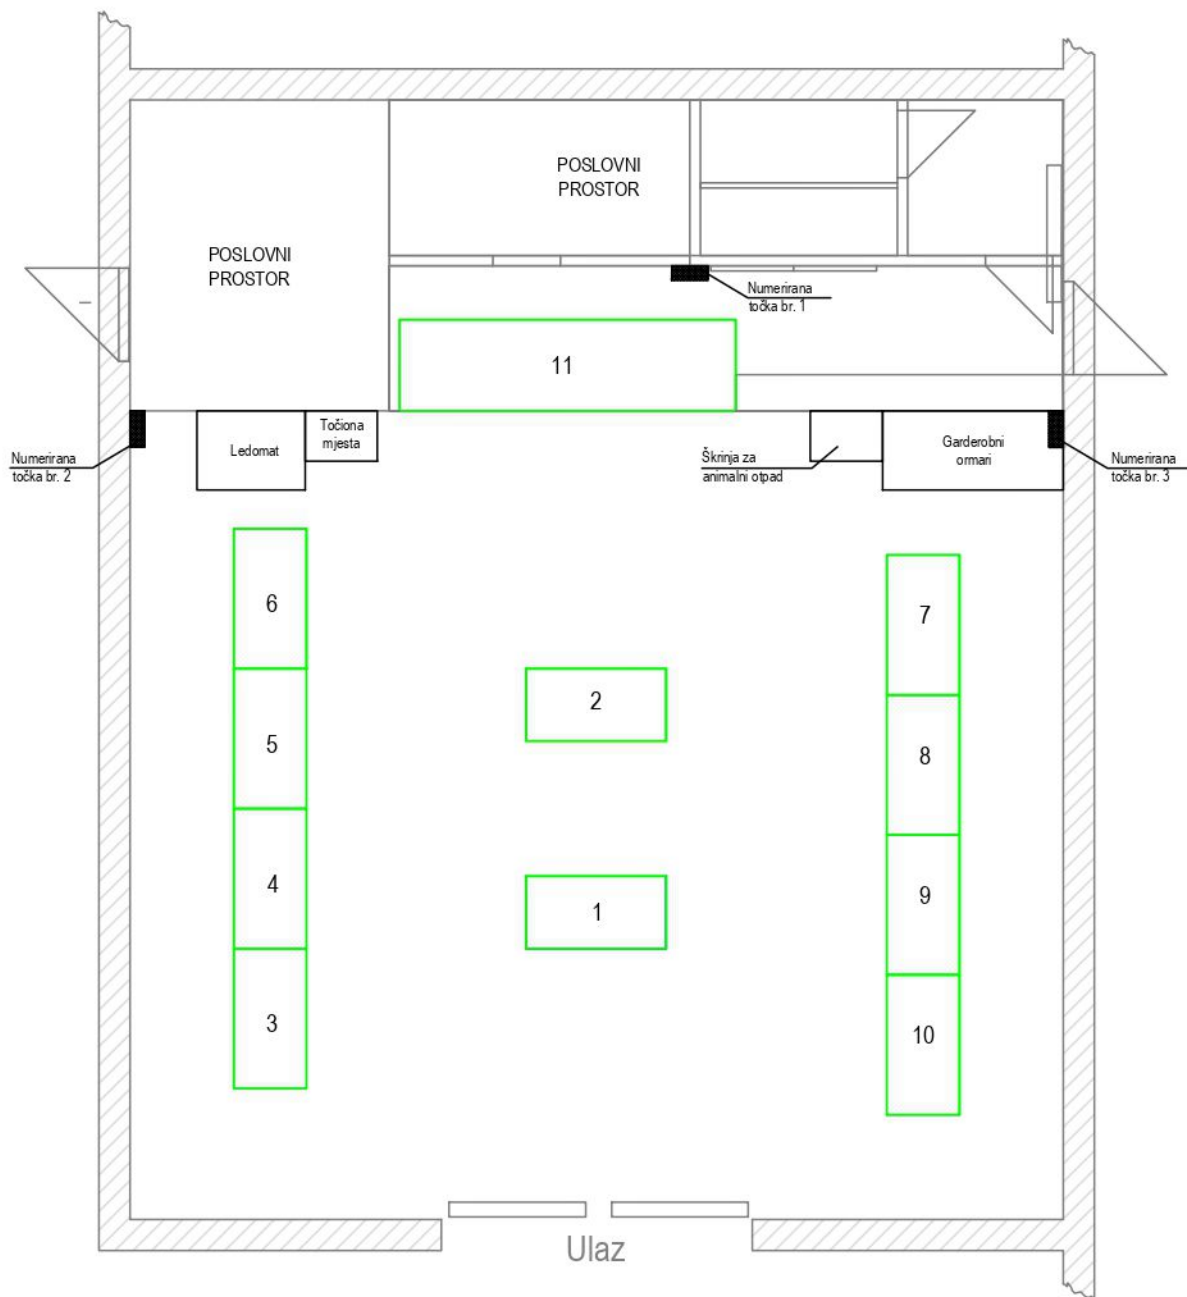 POSLOVNI
PROSTOR
POSLOVNI
PROSTOR
Numerirana
točka br. 1
11
Točiona
mjesta
Ledomat
Numerirana
točka br. 2
Škrinja za
animalni otpad
Garderobni
ormari
Numerirana
točka br. 3
6
7
2
5
8
4
9
1
3
10
Ulaz